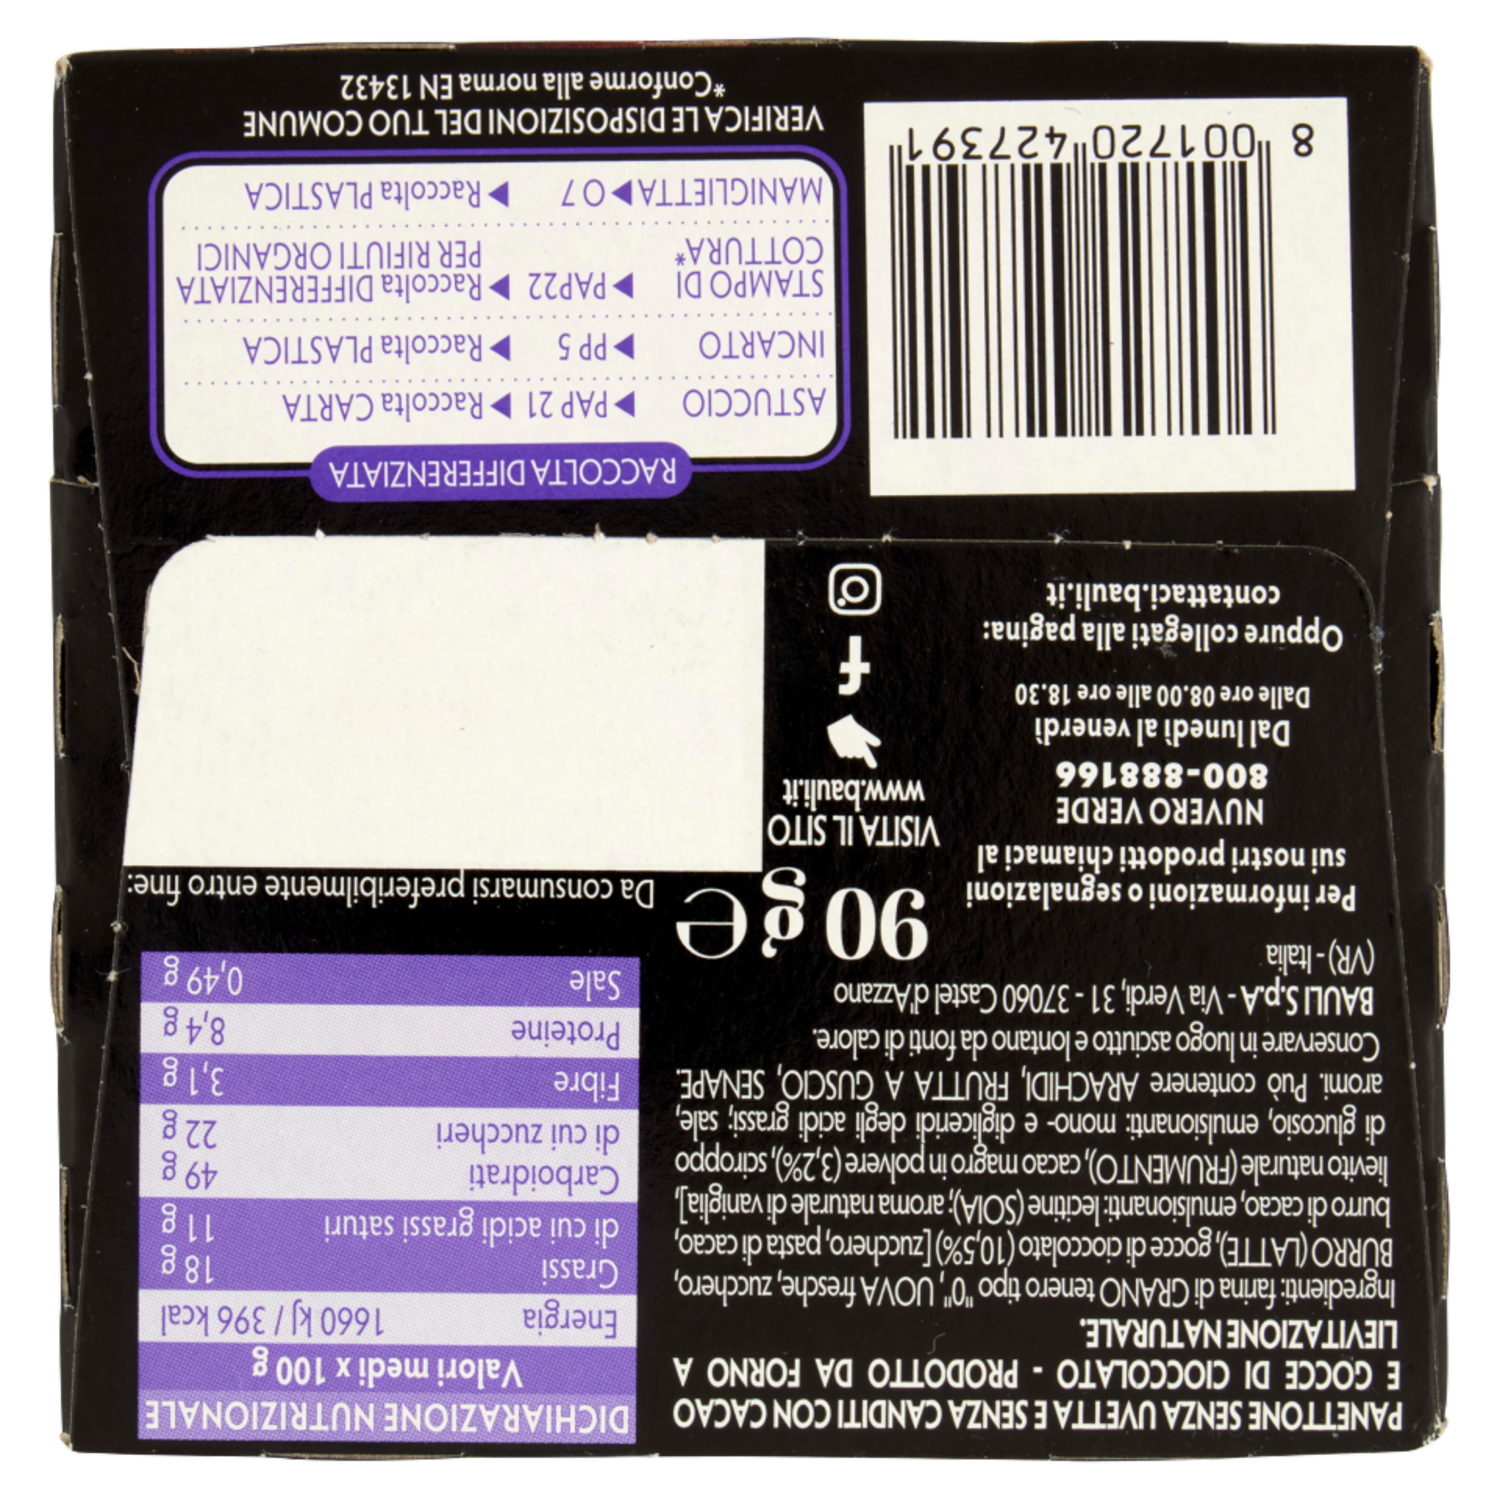 PANETTONE SENZA UVETTA E SENZA CANDITI CON CACAO
E GOCCE DI CIOCCOLATO - PRODOTTO DA FORNO A
LIEVITAZIONE NATURALE.
Ingredienti: farina di GRANO tenero tipo "0", UOVA fresche, zucchero,
BURRO (LATTE), gocce di cioccolato (10,5%) [zucchero, pasta di cacao,
burro di cacao, emulsionanti: lecitine (SOIA); aroma naturale di vaniglia],
lievito naturale (FRUMENTO), cacao magro in polvere (3,2%), sciroppo
di glucosio, emulsionanti: mono- e digliceridi degli acidi grassi; sale,
aromi. Può contenere ARACHIDI, FRUTTA A GUSCIO, SENAPE.
Conservare in luogo asciutto e lontano da fonti di calore.
BAULI S.p.A - Via Verdi, 31 - 37060 Castel d'Azzano
(VR) - Italia
DICHIARAZIONE NUTRIZIONALE
Valori medi x 100 g
Energia 1660 kJ / 396 kcal
Grassi 18 g
di cui acidi grassi saturi 11 g
Carboidrati 49 g
di cui zuccheri 22 g
Fibre 3,1 g
Proteine 8,4 g
Sale 0,49 g
Per informazioni o segnalazioni
sui nostri prodotti chiamaci al
NUVERO VERDE
800-888166
Dal lunedì al venerdì
Dalle ore 08.00 alle ore 18.30
Oppure collegati alla pagina:
contattaci.bauli.it
90 g ℮
VISITA IL SITO
www.bauli.it
f
Da consumarsi preferibilmente entro fine:
RACCOLTA DIFFERENZIATA
ASTUCCIO ▶ PAP 21 ▶ Raccolta CARTA
INCARTO ▶ PP 5 ▶ Raccolta PLASTICA
STAMPO DI ▶ PAP22 ▶ Raccolta DIFFERENZIATA
COTTURA* PER RIFIUTI ORGANICI
MANIGLIETTA ▶ O 7 ▶ Raccolta PLASTICA
VERIFICA LE DISPOSIZIONI DEL TUO COMUNE
*Conforme alla norma EN 13432
8 001720 427391